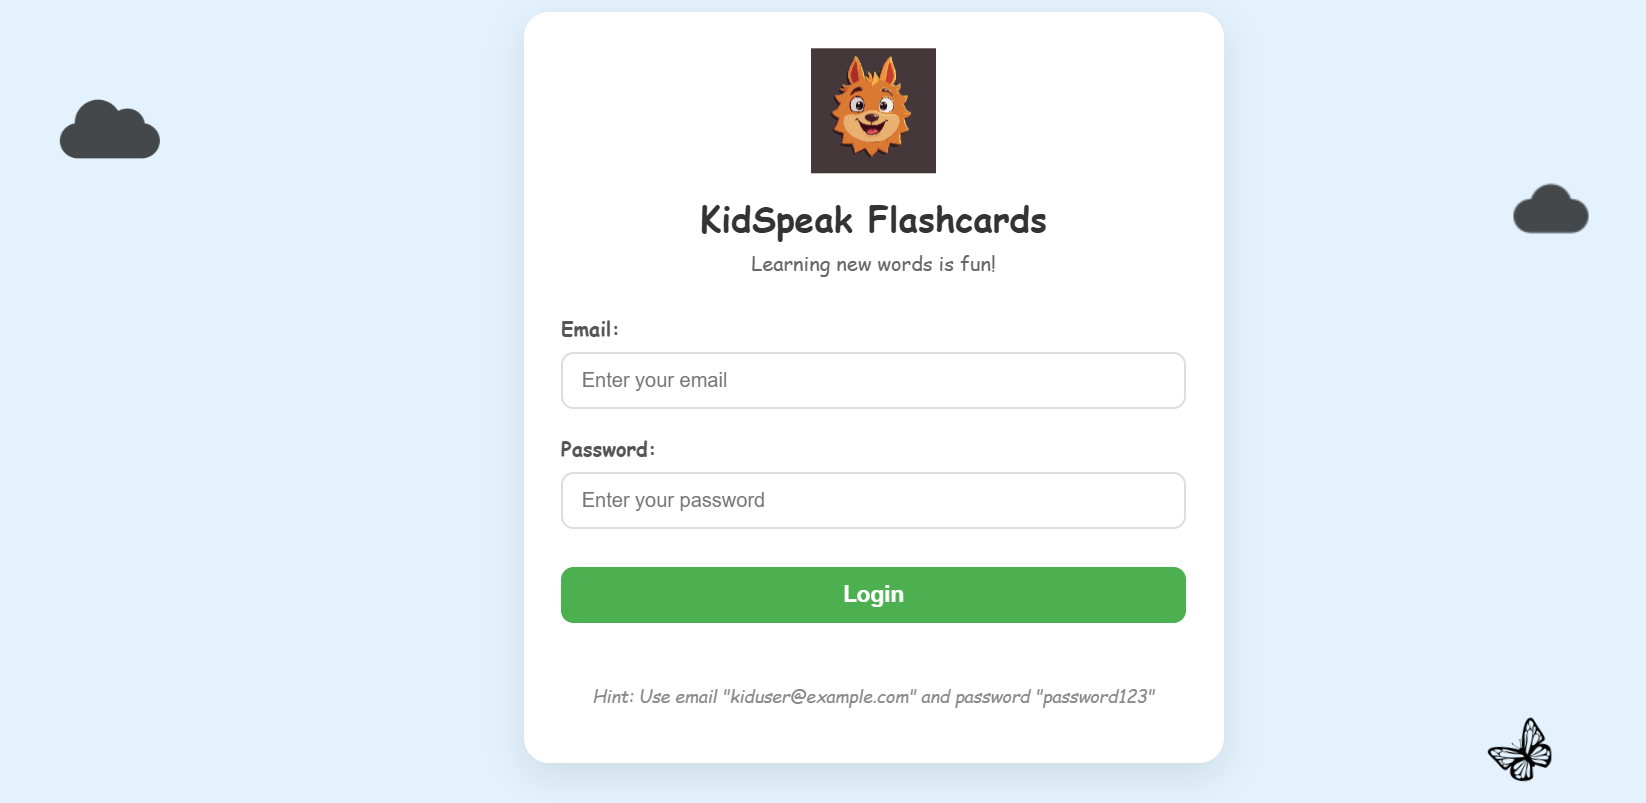 KidSpeak Flashcards
Learning new words is fun!
Email:
Enter your email
Password:
Enter your password
Login
Hint: Use email "kiduser@example.com" and password "password123"